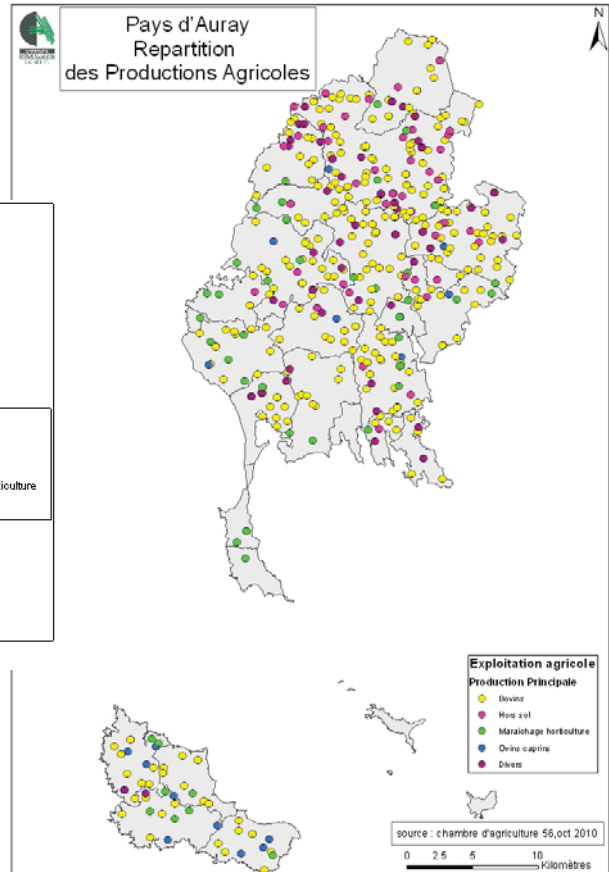 Pays d'Auray
Repartition
des Productions Agricoles
N
iculture
Exploitation agricole
Production Principale
Bovins
Hors sol
Maraichage horticulture
Ovins caprins
Divers
source : chambre d'agriculture 56,oct 2010
0 2.5 5 10
Kilomètres